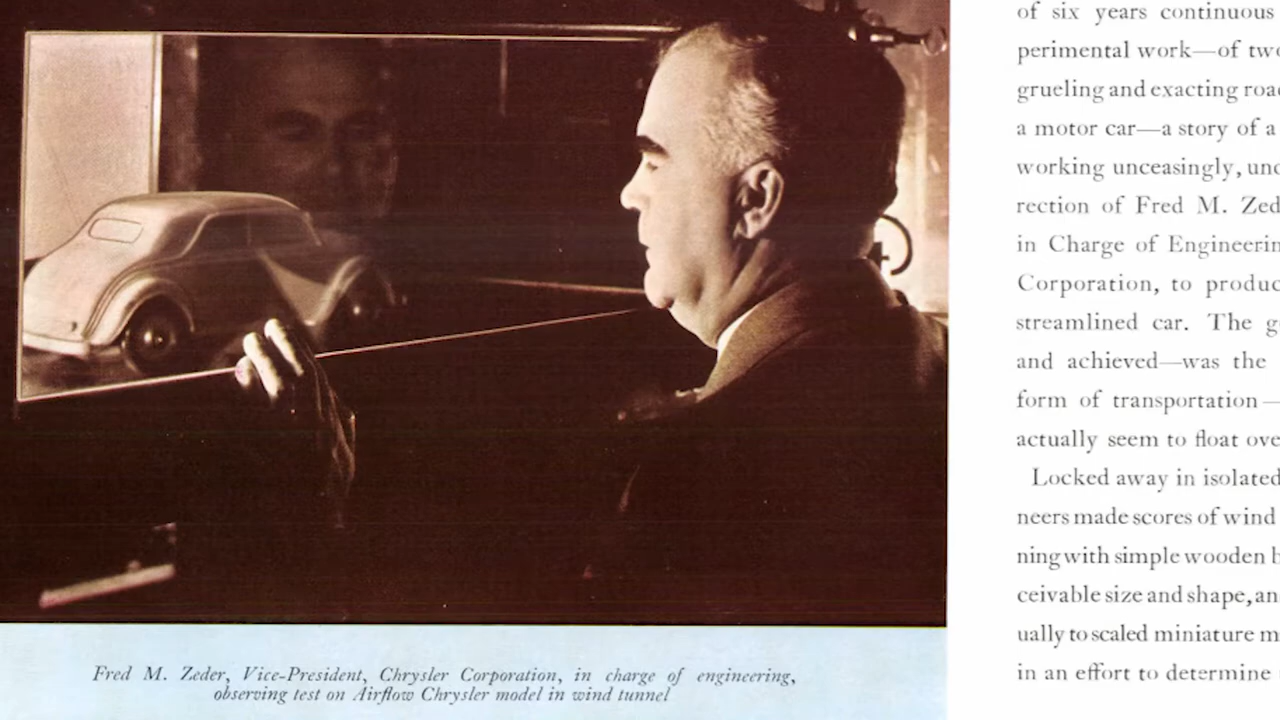 Fred M. Zeder, Vice-President, Chrysler Corporation, in charge of engineering,
observing test on Airflow Chrysler model in wind tunnel
of six years continuous
perimental work—of two
grueling and exacting road
a motor car—a story of a
working unceasingly, und
rection of Fred M. Zed
in Charge of Engineerin
Corporation, to produc
streamlined car. The g
and achieved—was the
form of transportation—
actually seem to float ove
Locked away in isolated
neers made scores of wind
ning with simple wooden b
ceivable size and shape, an
ually to scaled miniature m
in an effort to determine